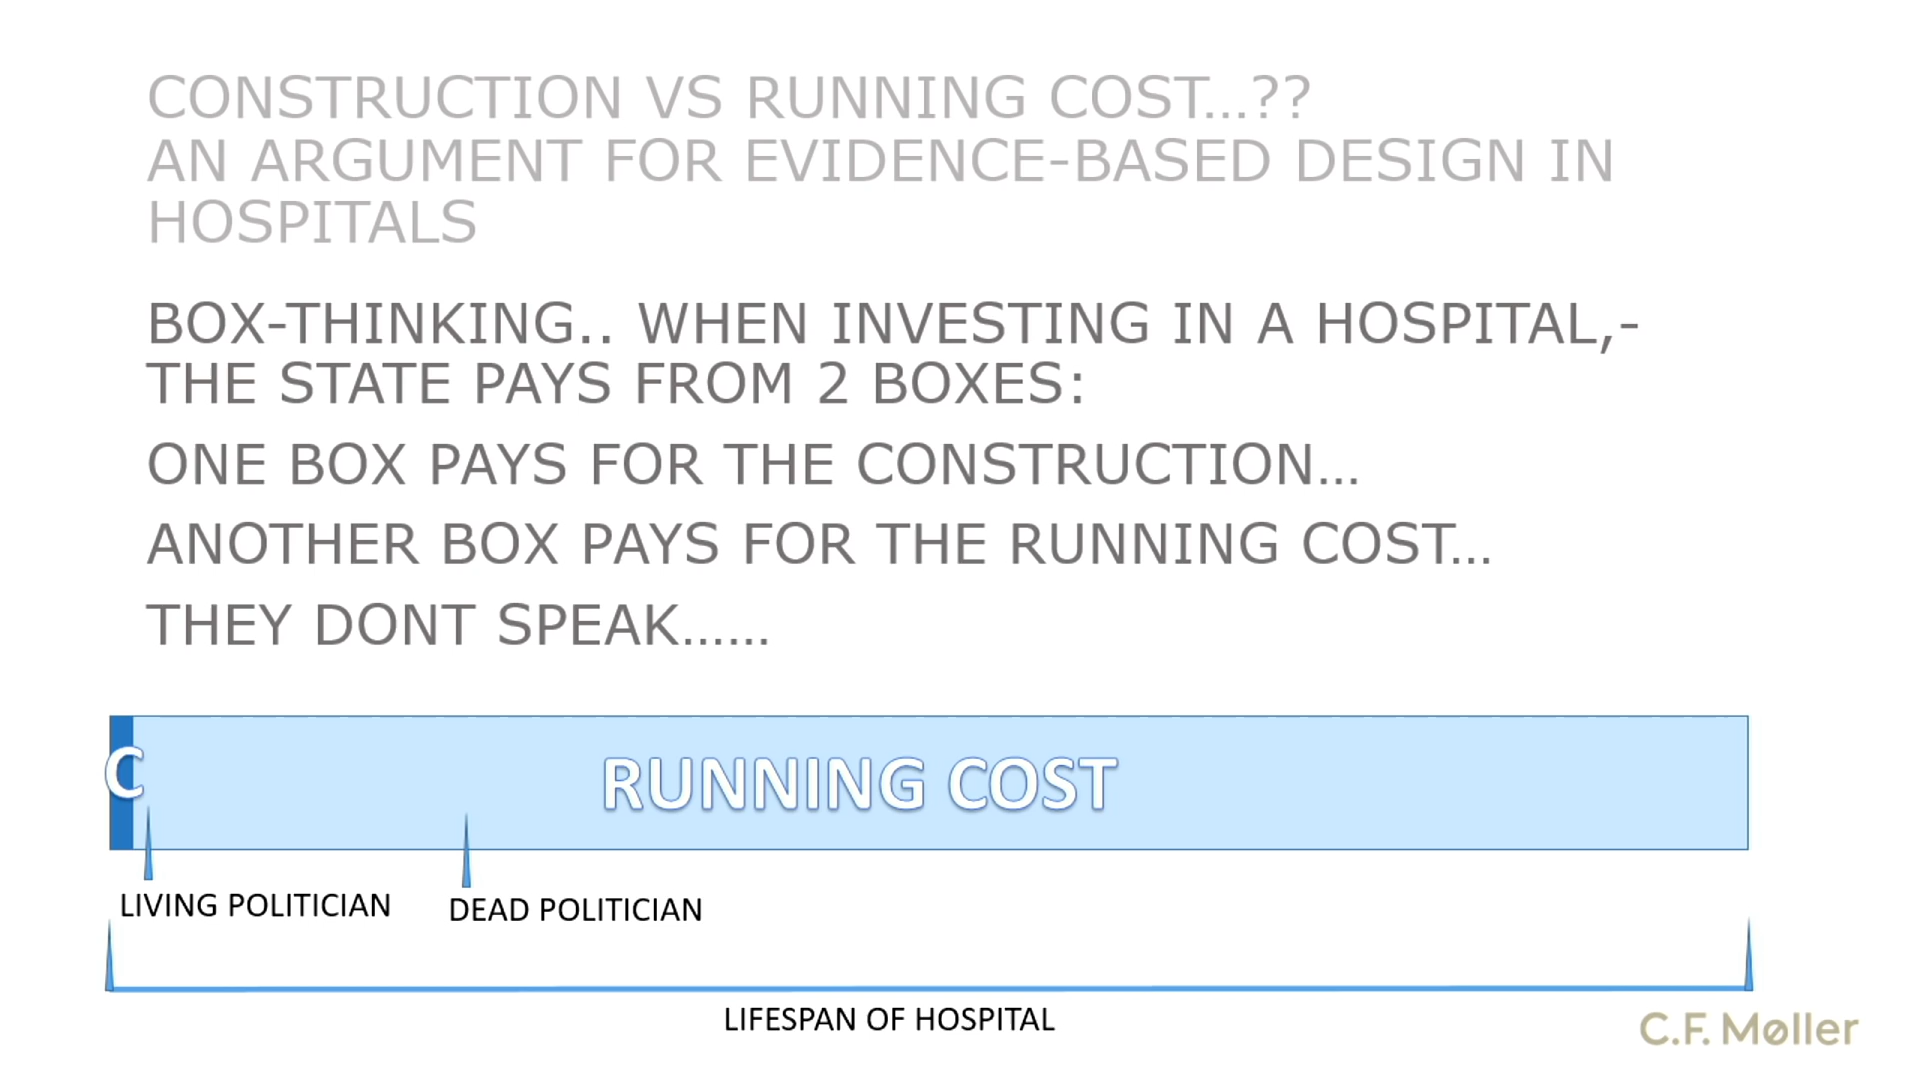 CONSTRUCTION VS RUNNING COST...??
AN ARGUMENT FOR EVIDENCE-BASED DESIGN IN
HOSPITALS
BOX-THINKING.. WHEN INVESTING IN A HOSPITAL,-
THE STATE PAYS FROM 2 BOXES:
ONE BOX PAYS FOR THE CONSTRUCTION...
ANOTHER BOX PAYS FOR THE RUNNING COST...
THEY DONT SPEAK......
C
RUNNING COST
LIVING POLITICIAN
DEAD POLITICIAN
LIFESPAN OF HOSPITAL
C.F. Møller